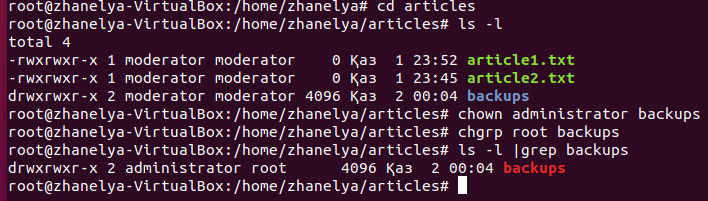 root@zhanelya-VirtualBox:/home/zhanelya# cd articles
root@zhanelya-VirtualBox:/home/zhanelya/articles# ls -l
total 4
-rwxrwxr-x 1 moderator moderator    0 Қаз  1 23:52 article1.txt
-rwxrwxr-x 1 moderator moderator    0 Қаз  1 23:45 article2.txt
drwxrwxr-x 2 moderator moderator 4096 Қаз  2 00:04 backups
root@zhanelya-VirtualBox:/home/zhanelya/articles# chown administrator backups
root@zhanelya-VirtualBox:/home/zhanelya/articles# chgrp root backups
root@zhanelya-VirtualBox:/home/zhanelya/articles# ls -l |grep backups
drwxrwxr-x 2 administrator root      4096 Қаз  2 00:04 backups
root@zhanelya-VirtualBox:/home/zhanelya/articles#